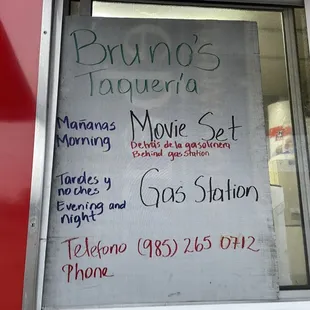 Bruno's
Taqueria
Mañanas
Morning
Movie Set
Detrás de la gasolinera
Behind gas station
Tardes y
noches
Evening and
night
Gas Station
Telefono (985) 265 0712
Phone